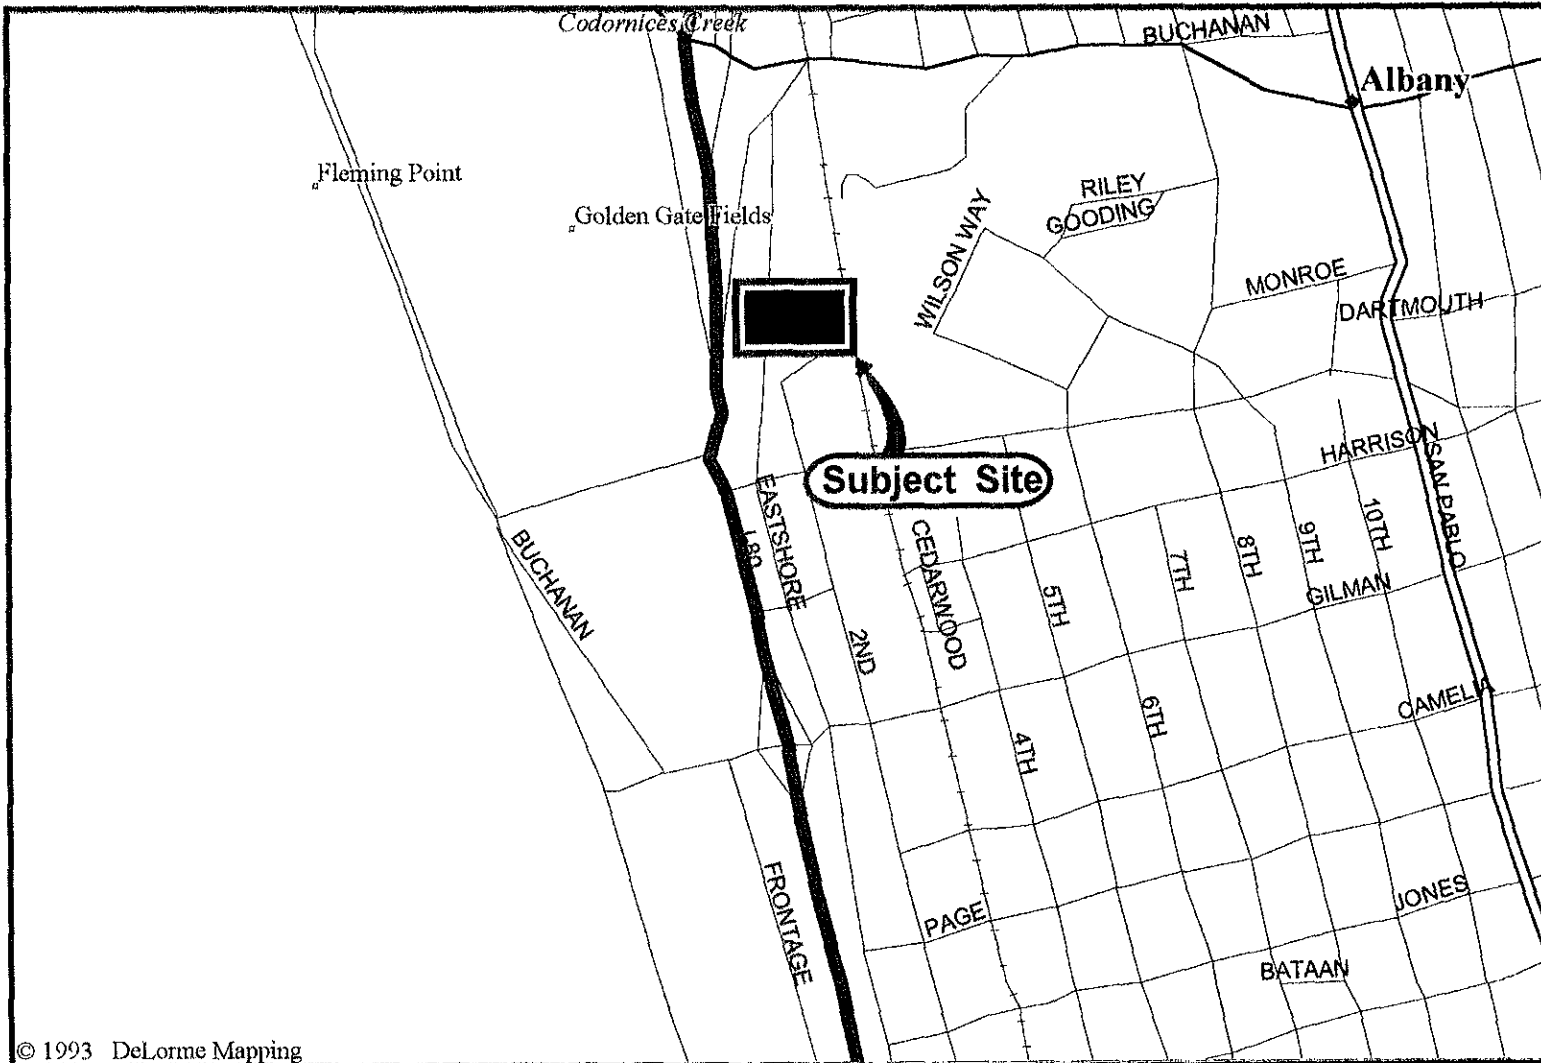 Codornices Creek
BUCHANAN
Albany
Fleming Point
RILEY
Golden Gate Fields
GOODING
WILSON WAY
MONROE
DARTMOUTH
HARRISON
SAN PABLO
Subject Site
EASTSHORE
I 80
BUCHANAN
CEDARWOOD
2ND
5TH
7TH
8TH
9TH
10TH
GILMAN
4TH
6TH
CAMELIA
FRONTAGE
PAGE
JONES
BATAAN
© 1993 DeLorme Mapping